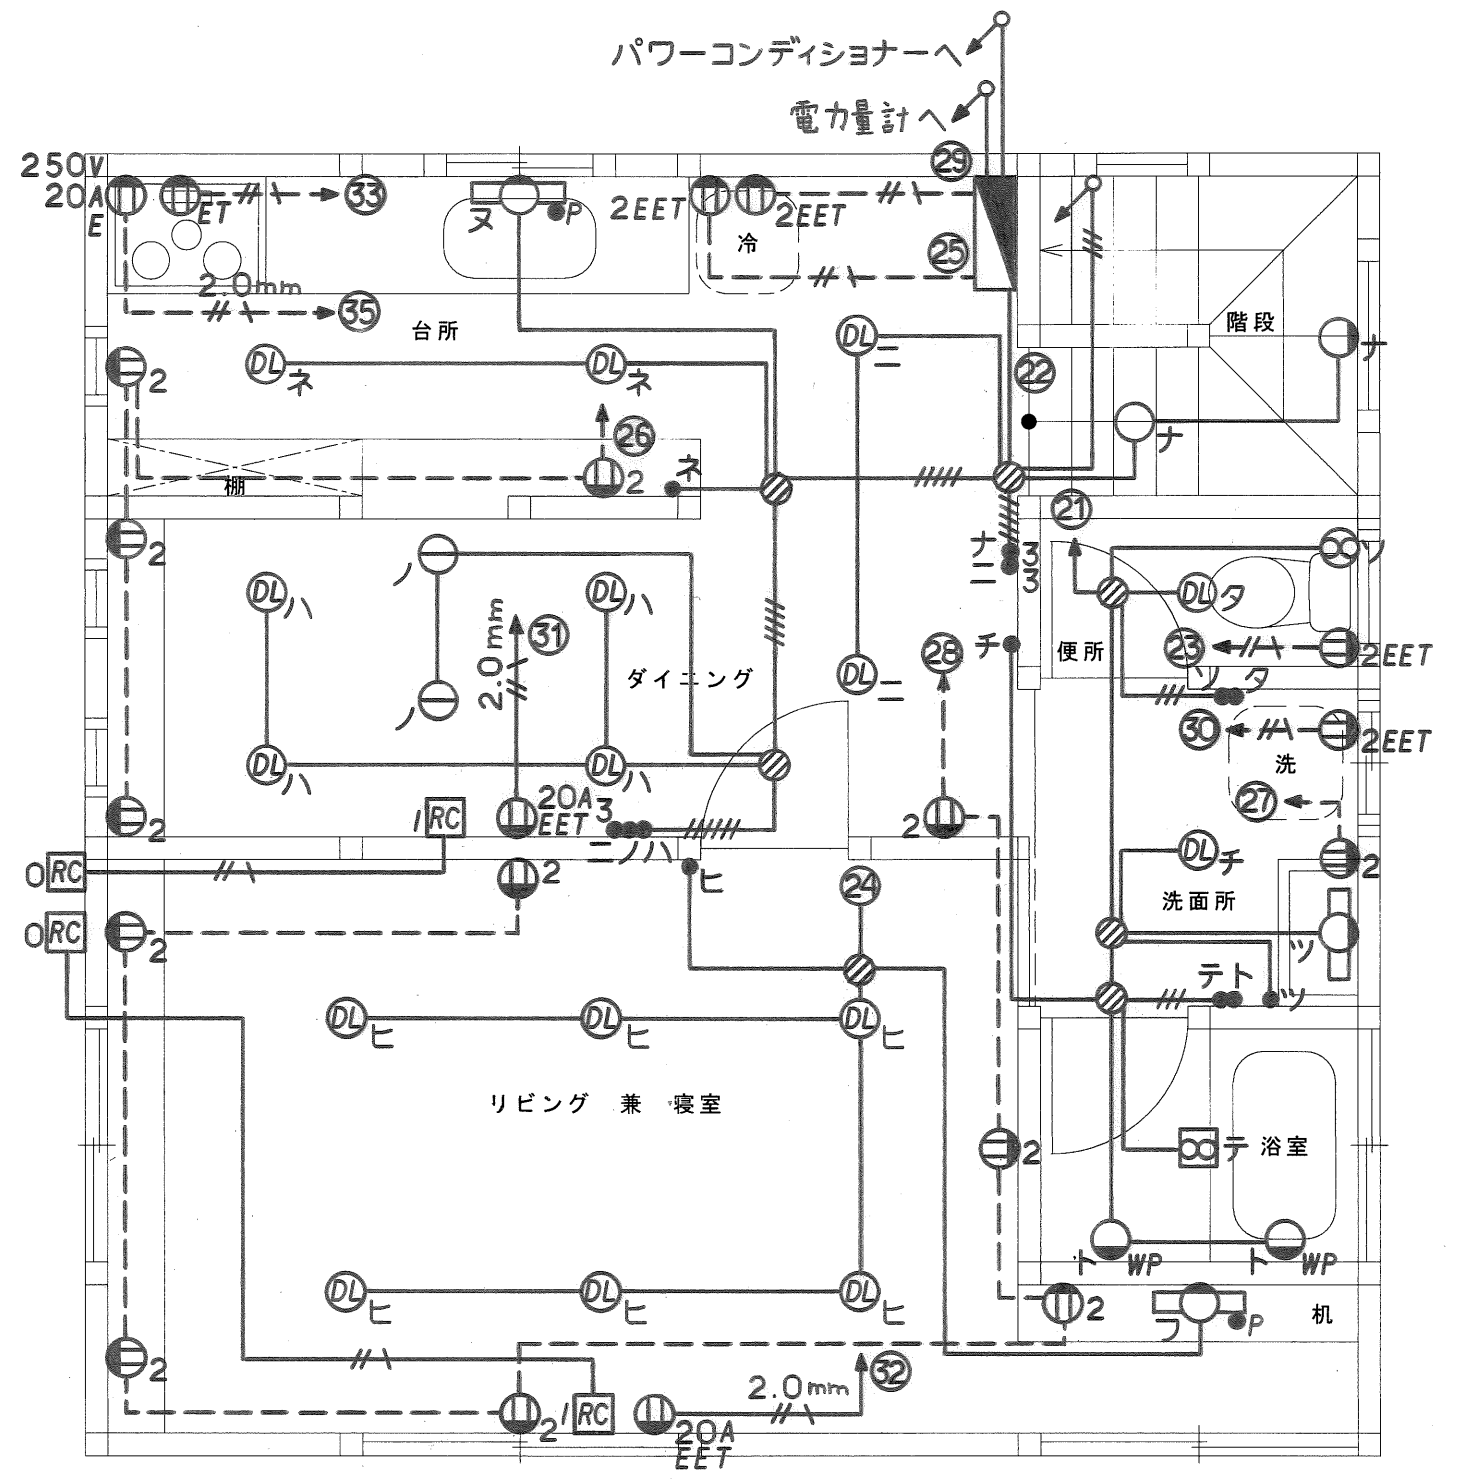 パワーコンディショナーへ
電力量計へ
250V
20A
E
ET
33
ヌ
P
2EET
2EET
冷
29
25
2.0mm
35
台所
階段
ナ
2
DL ネ
DL ネ
DL ニ
22
ナ
26
2
ネ
棚
21
2
ノ
ナ 3
ニ 3
ソ
DL ハ
DL ハ
DL タ
2.0mm
31
ダイニング
28
チ
便所
23
2EET
ソ タ
ノ
DL ニ
30
2EET
洗
DL ハ
DL ハ
27
2
1 RC
20A
EET
3
ニノハ
2
DL チ
2
O RC
2
ヒ
24
洗面所
O RC
2
ツ
テト
ツ
DL ヒ
DL ヒ
DL ヒ
リビング 兼 寝室
2
テ
浴室
ト WP
ト WP
DL ヒ
DL ヒ
DL ヒ
2
フ
P
机
2
32
2.0mm
2
1 RC
20A
EET